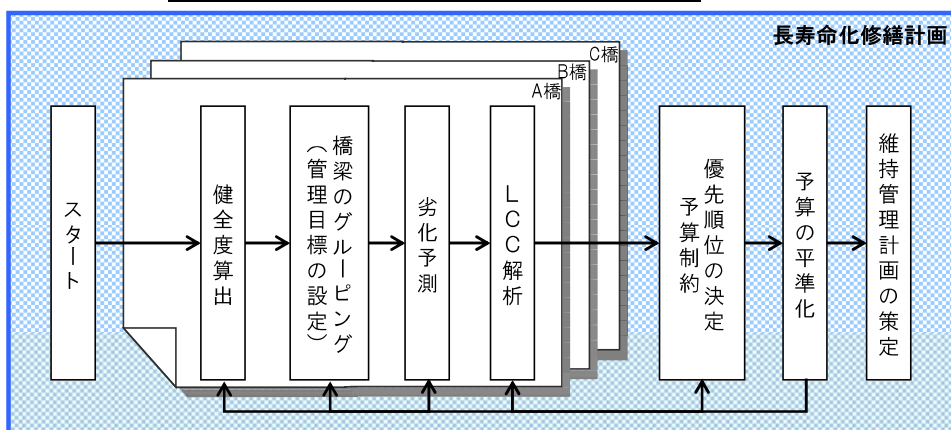 長寿命化修繕計画
C橋
B橋
A橋
スタート
健全度算出
橋梁のグルーピング
（管理目標の設定）
劣化予測
LCC解析
優先順位の決定
予算制約
予算の平準化
維持管理計画の策定